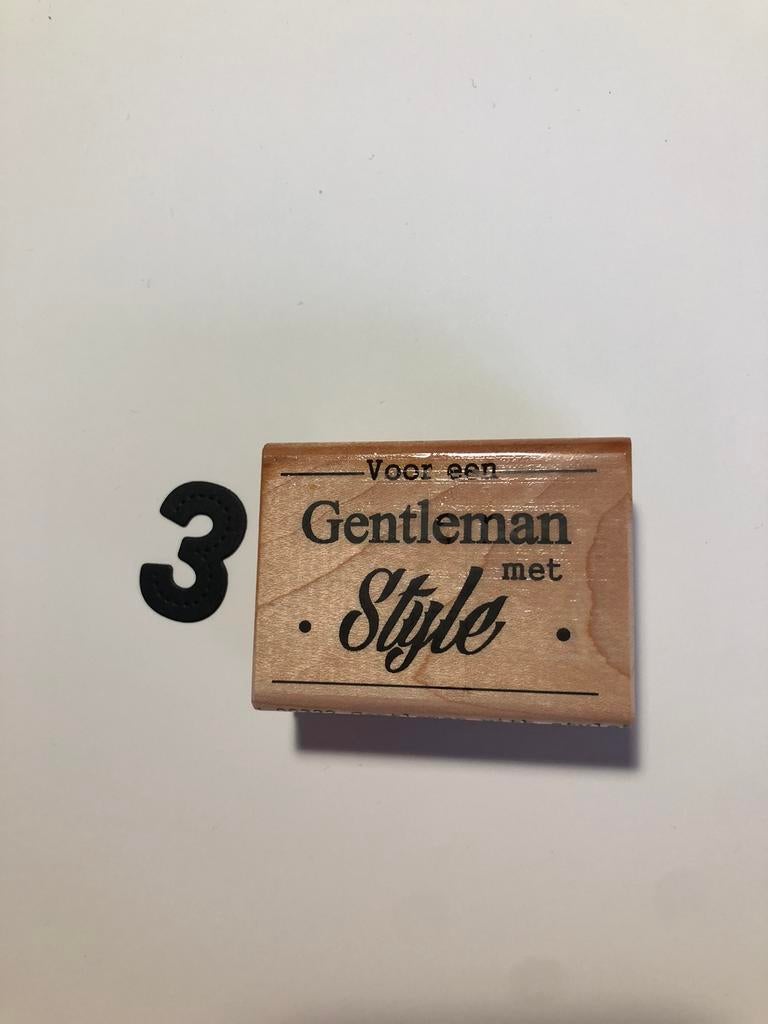 3
Voor een
Gentleman
met
Style